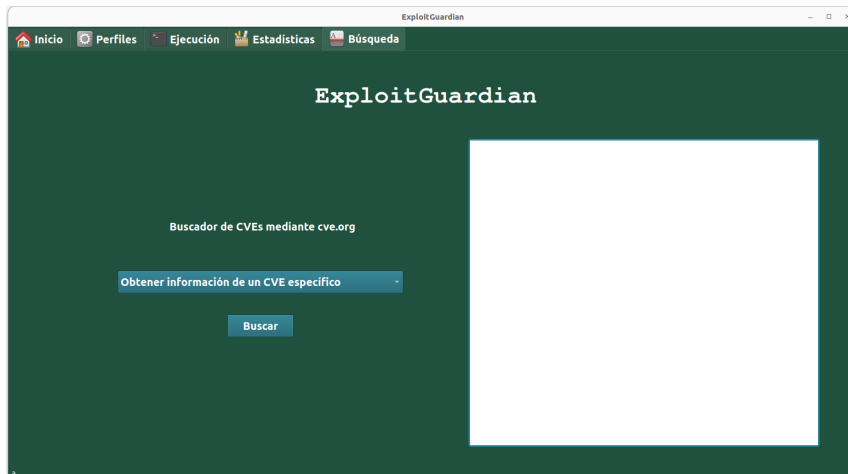 ExploitGuardian
Inicio Perfiles Ejecución Estadísticas Búsqueda
ExploitGuardian
Buscador de CVEs mediante cve.org
Obtener información de un CVE específico
Buscar